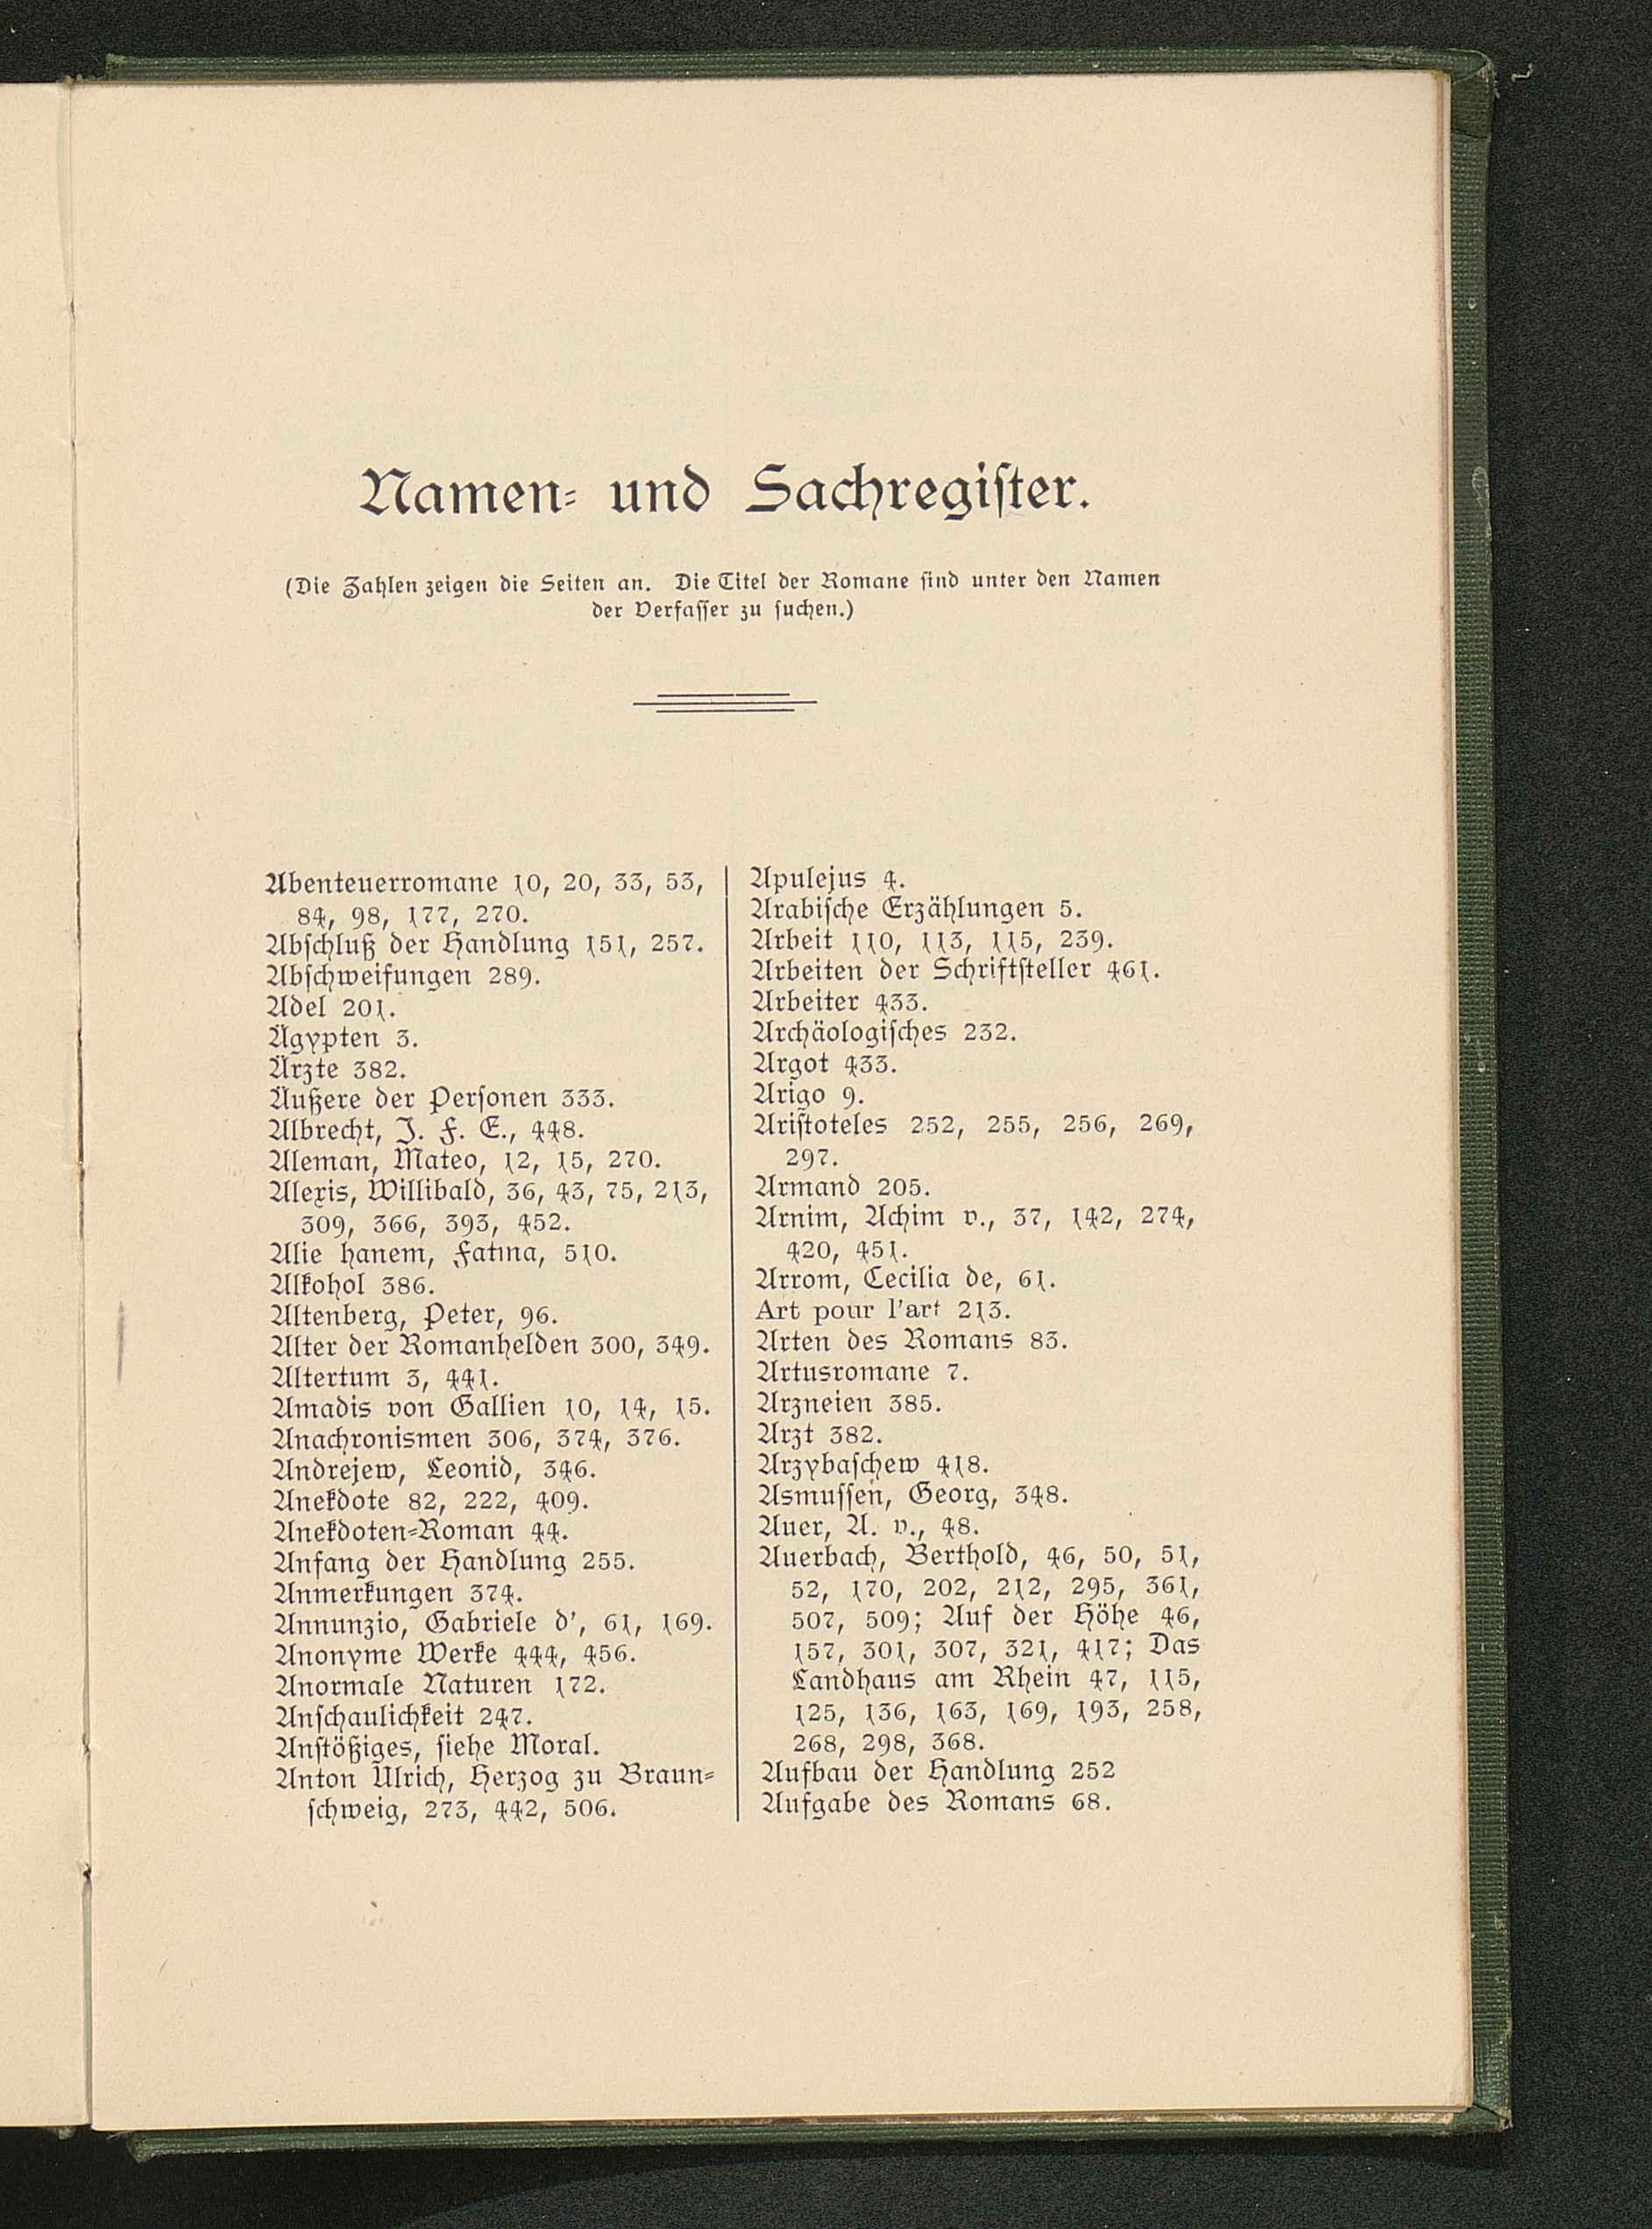 Namen- und Sachregister.
(Die Zahlen zeigen die Seiten an. Die Titel der Romane sind unter den Namen
der Verfasser zu suchen.)
Abenteuerromane 10, 20, 33, 53,
84, 98, 177, 270.
Abschluß der Handlung 151, 257.
Abschweifungen 289.
Adel 201.
Ägypten 3.
Ärzte 382.
Äußere der Personen 333.
Albrecht, J. F. E., 448.
Aleman, Mateo, 12, 15, 270.
Alexis, Willibald, 36, 43, 75, 213,
309, 366, 393, 452.
Alie hanem, Fatma, 510.
Alkohol 386.
Altenberg, Peter, 96.
Alter der Romanhelden 300, 349.
Altertum 3, 441.
Amadis von Gallien 10, 14, 15.
Anachronismen 306, 374, 376.
Andrejew, Leonid, 346.
Anekdote 82, 222, 409.
Anekdoten-Roman 44.
Anfang der Handlung 255.
Anmerkungen 374.
Annunzio, Gabriele d', 61, 169.
Anonyme Werke 444, 456.
Anormale Naturen 172.
Anschaulichkeit 247.
Anstößiges, siehe Moral.
Anton Ulrich, Herzog zu Braun-
schweig, 273, 442, 506.
Apulejus 4.
Arabische Erzählungen 5.
Arbeit 110, 113, 115, 239.
Arbeiten der Schriftsteller 461.
Arbeiter 433.
Archäologisches 232.
Argot 433.
Arigo 9.
Aristoteles 252, 255, 256, 269,
297.
Armand 205.
Arnim, Achim v., 37, 142, 274,
420, 451.
Arrom, Cecilia de, 61.
Art pour l'art 213.
Arten des Romans 83.
Artusromane 7.
Arzneien 385.
Arzt 382.
Arzybaschew 418.
Asmussen, Georg, 348.
Auer, A. v., 48.
Auerbach, Berthold, 46, 50, 51,
52, 170, 202, 212, 295, 361,
507, 509; Auf der Höhe 46,
157, 301, 307, 321, 417; Das
Landhaus am Rhein 47, 115,
125, 136, 163, 169, 193, 258,
268, 298, 368.
Aufbau der Handlung 252
Aufgabe des Romans 68.